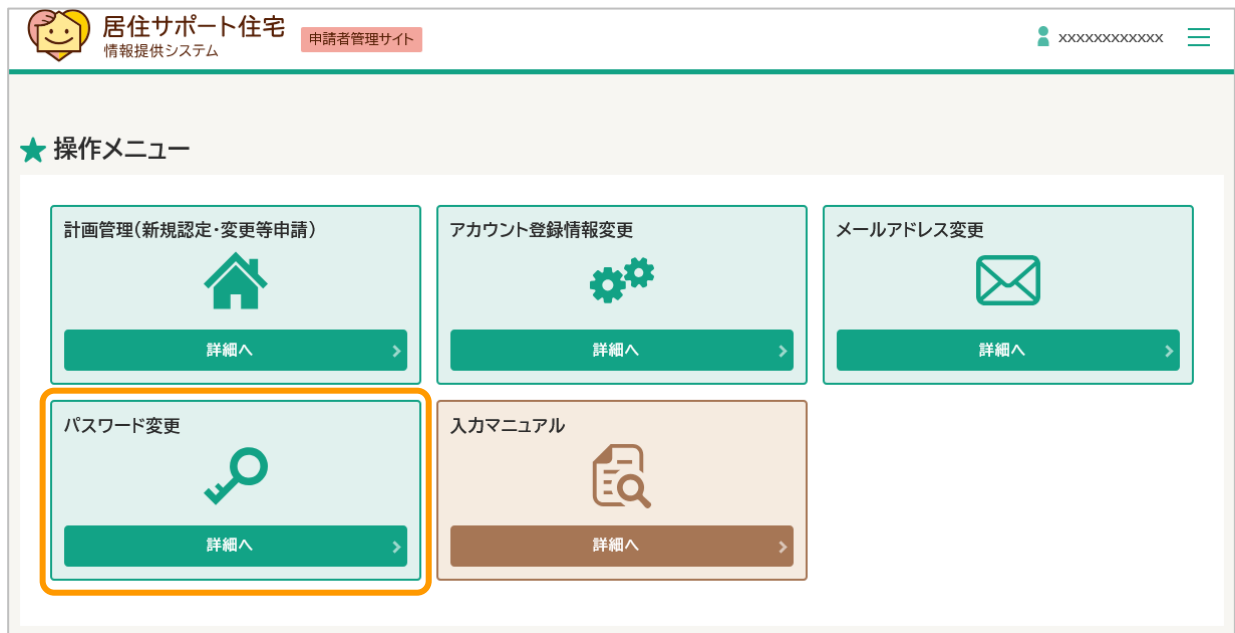 居住サポート住宅
情報提供システム
申請者管理サイト
xxxxxxxxxxxx
操作メニュー
計画管理(新規認定・変更等申請)
詳細へ
アカウント登録情報変更
詳細へ
メールアドレス変更
詳細へ
パスワード変更
詳細へ
入力マニュアル
詳細へ